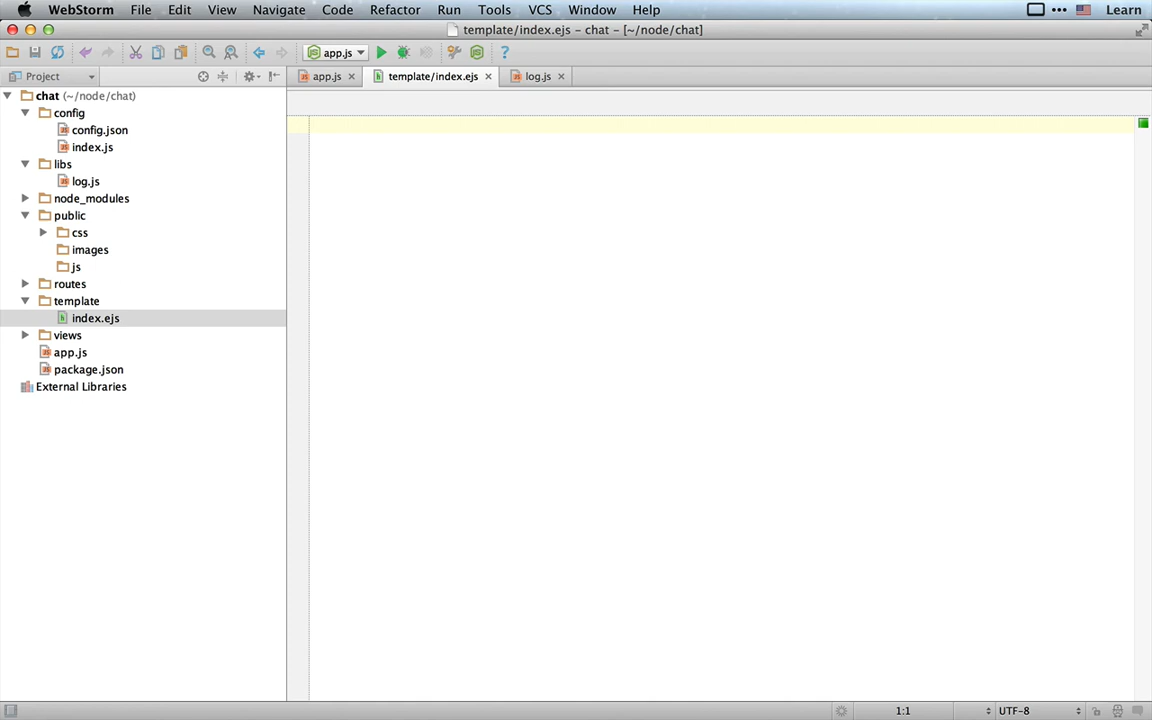 WebStorm File Edit View Navigate Code Refactor Run Tools VCS Window Help Learn
template/index.ejs – chat – [~/node/chat]
app.js
Project app.js template/index.ejs log.js
chat (~/node/chat)
config
config.json
index.js
libs
log.js
node_modules
public
css
images
js
routes
template
index.ejs
views
app.js
package.json
External Libraries
1:1 UTF-8